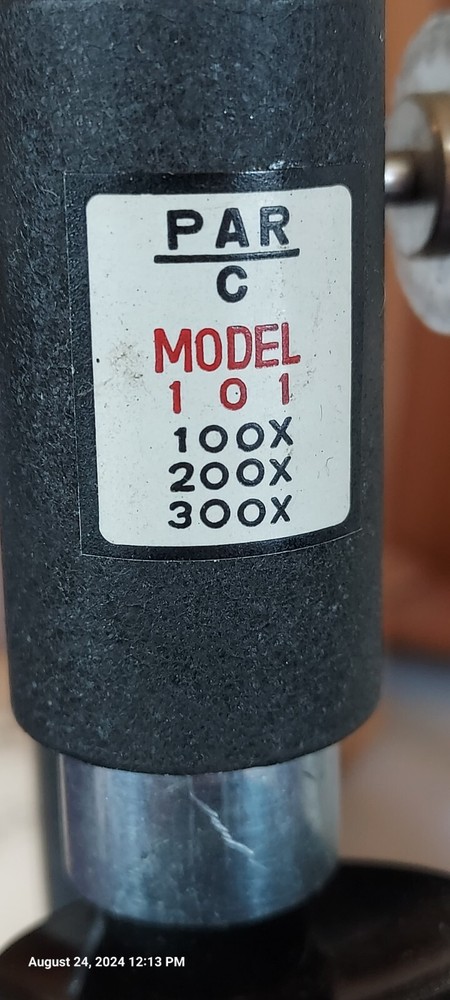 PAR
C
MODEL
101
100X
200X
300X
August 24, 2024 12:13 PM